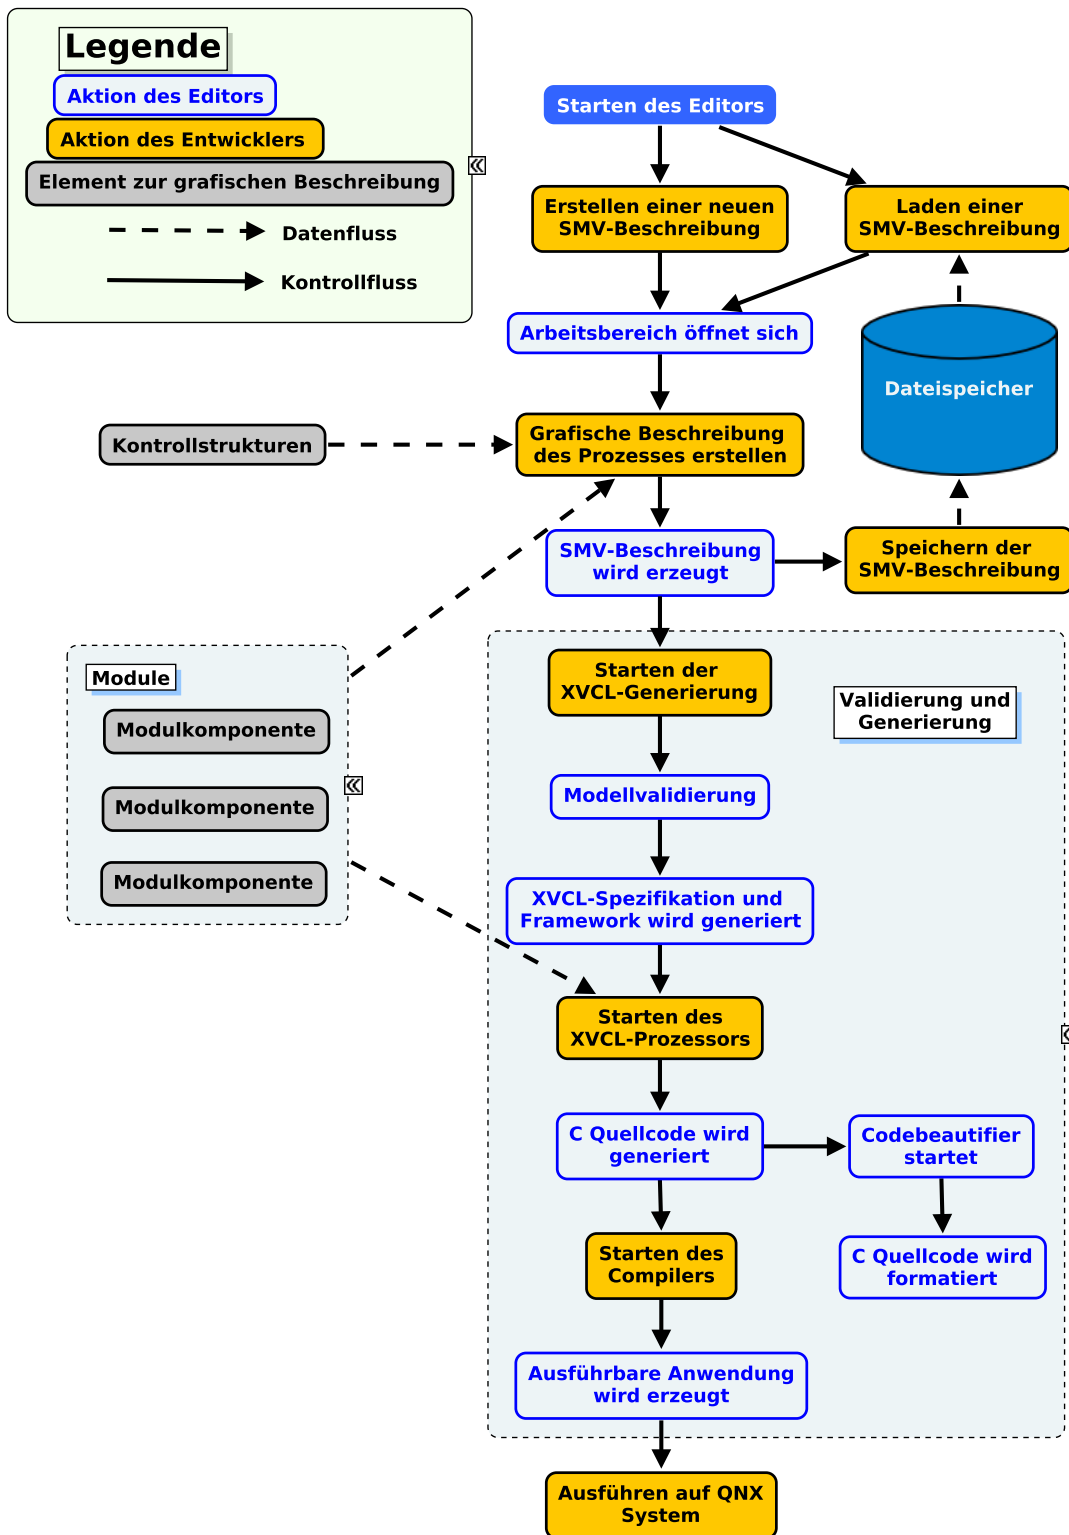 Legende
Aktion des Editors
Aktion des Entwicklers
Element zur grafischen Beschreibung
Datenfluss
Kontrollfluss
Starten des Editors
Erstellen einer neuen
SMV-Beschreibung
Laden einer
SMV-Beschreibung
Arbeitsbereich öffnet sich
Dateispeicher
Kontrollstrukturen
Grafische Beschreibung
des Prozesses erstellen
SMV-Beschreibung
wird erzeugt
Speichern der
SMV-Beschreibung
Module
Modulkomponente
Modulkomponente
Modulkomponente
Starten der
XVCL-Generierung
Validierung und
Generierung
Modellvalidierung
XVCL-Spezifikation und
Framework wird generiert
Starten des
XVCL-Prozessors
C Quellcode wird
generiert
Codebeautifier
startet
Starten des
Compilers
C Quellcode wird
formatiert
Ausführbare Anwendung
wird erzeugt
Ausführen auf QNX
System